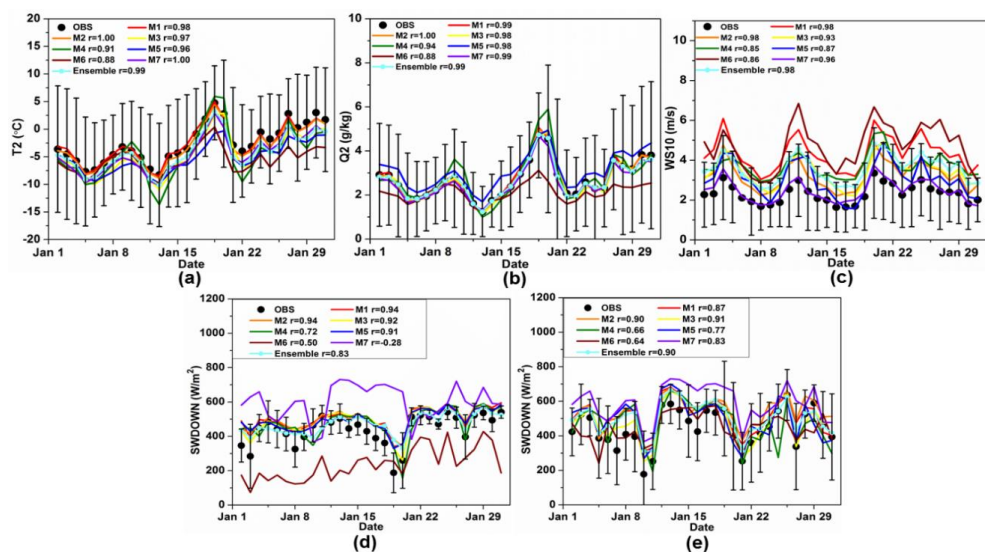 OBS M1 r=0.98
M2 r=1.00 M3 r=0.97
M4 r=0.91 M5 r=0.96
M6 r=0.88 M7 r=1.00
Ensemble r=0.99
20
15
10
5
0
-5
-10
-15
-20
T2 (°C)
Jan 1 Jan 8 Jan 15 Jan 22 Jan 29
Date
(a)
OBS M1 r=0.99
M2 r=1.00 M3 r=0.98
M4 r=0.94 M5 r=0.98
M6 r=0.88 M7 r=0.99
Ensemble r=0.99
10
8
6
4
2
0
Q2 (g/kg)
Jan 1 Jan 8 Jan 15 Jan 22 Jan 29
Date
(b)
OBS M1 r=0.98
M2 r=0.98 M3 r=0.93
M4 r=0.85 M5 r=0.87
M6 r=0.86 M7 r=0.96
Ensemble r=0.98
10
8
6
4
2
0
WS10 (m/s)
Jan 1 Jan 8 Jan 15 Jan 22 Jan 29
Date
(c)
OBS M1 r=0.94
M2 r=0.94 M3 r=0.92
M4 r=0.72 M5 r=0.91
M6 r=0.50 M7 r=-0.28
Ensemble r=0.83
1200
1000
800
600
400
200
0
SWDOWN (W/m²)
Jan 1 Jan 8 Jan 15 Jan 22 Jan 29
Date
(d)
OBS M1 r=0.87
M2 r=0.90 M3 r=0.91
M4 r=0.66 M5 r=0.77
M6 r=0.64 M7 r=0.83
Ensemble r=0.90
1200
1000
800
600
400
200
0
SWDOWN (W/m²)
Jan 1 Jan 8 Jan 15 Jan 22 Jan 29
Date
(e)